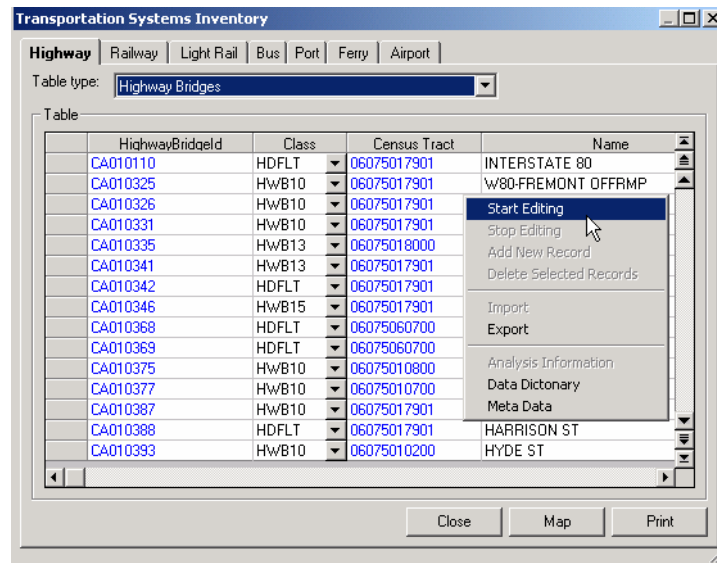 Transportation Systems Inventory
Highway Railway Light Rail Bus Port Ferry Airport
Table type: Highway Bridges
Table
HighwayBridgeId Class Census Tract Name
CA010110 HDFLT 06075017901 INTERSTATE 80
CA010325 HWB10 06075017901 W80-FREMONT OFFRMP
CA010326 HWB10 06075017901
CA010331 HWB10 06075017901
CA010335 HWB13 06075018000
CA010341 HWB13 06075017901
CA010342 HDFLT 06075017901
CA010346 HWB15 06075017901
CA010368 HDFLT 06075060700
CA010369 HDFLT 06075060700
CA010375 HWB10 06075010800
CA010377 HWB10 06075010700
CA010387 HWB10 06075017901
CA010388 HDFLT 06075017901 HARRISON ST
CA010393 HWB10 06075010200 HYDE ST
Start Editing
Stop Editing
Add New Record
Delete Selected Records
Import
Export
Analysis Information
Data Dictonary
Meta Data
Close Map Print